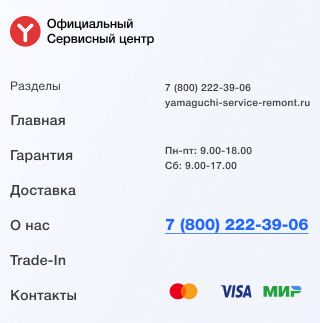 Официальный
Сервисный центр
Разделы
Главная
Гарантия
Доставка
О нас
Trade-In
Контакты
7 (800) 222-39-06
yamaguchi-service-remont.ru
Пн-пт: 9.00-18.00
Сб: 9.00-17.00
7 (800) 222-39-06
VISA
МИР